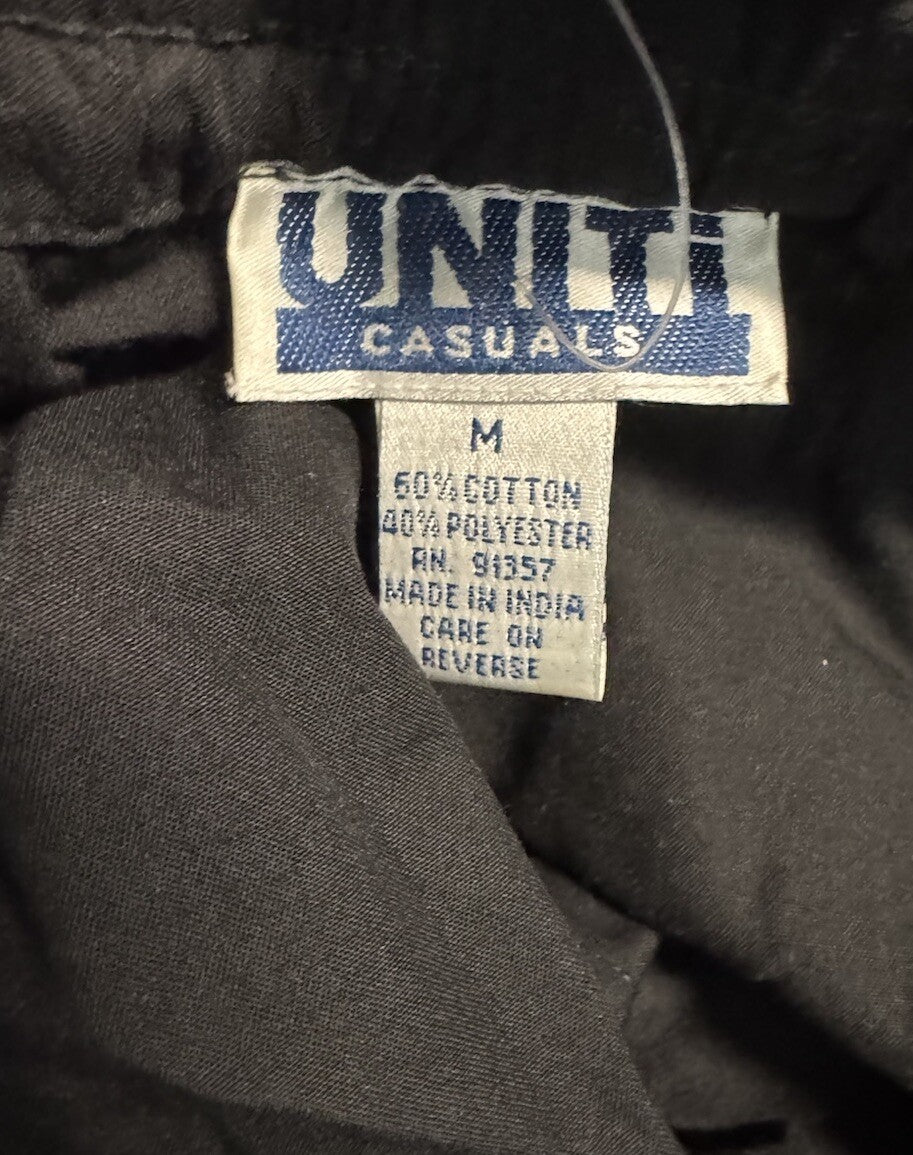 UNITi
CASUALS
M
60% COTTON
40% POLYESTER
RN. 91357
MADE IN INDIA
CARE ON
REVERSE